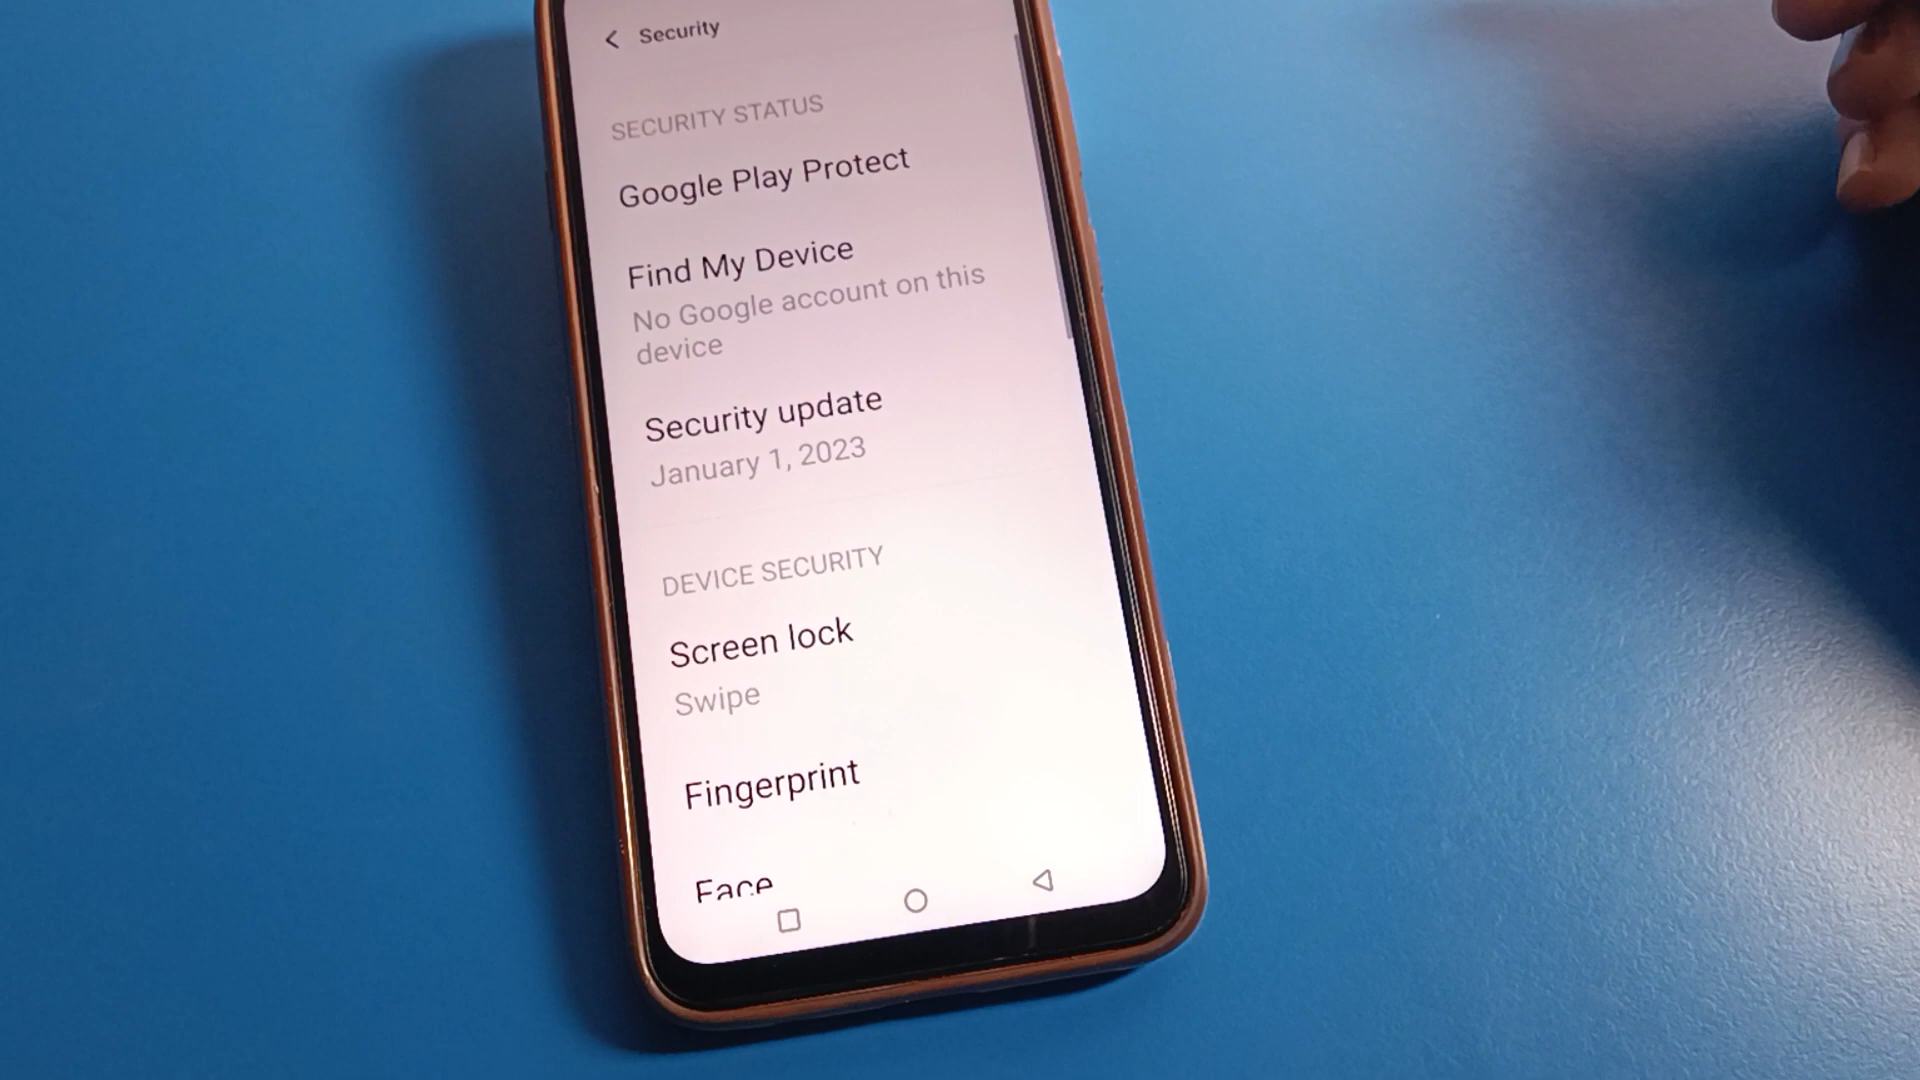 Security
SECURITY STATUS
Google Play Protect
Find My Device
No Google account on this
device
Security update
January 1, 2023
DEVICE SECURITY
Screen lock
Swipe
Fingerprint
Face